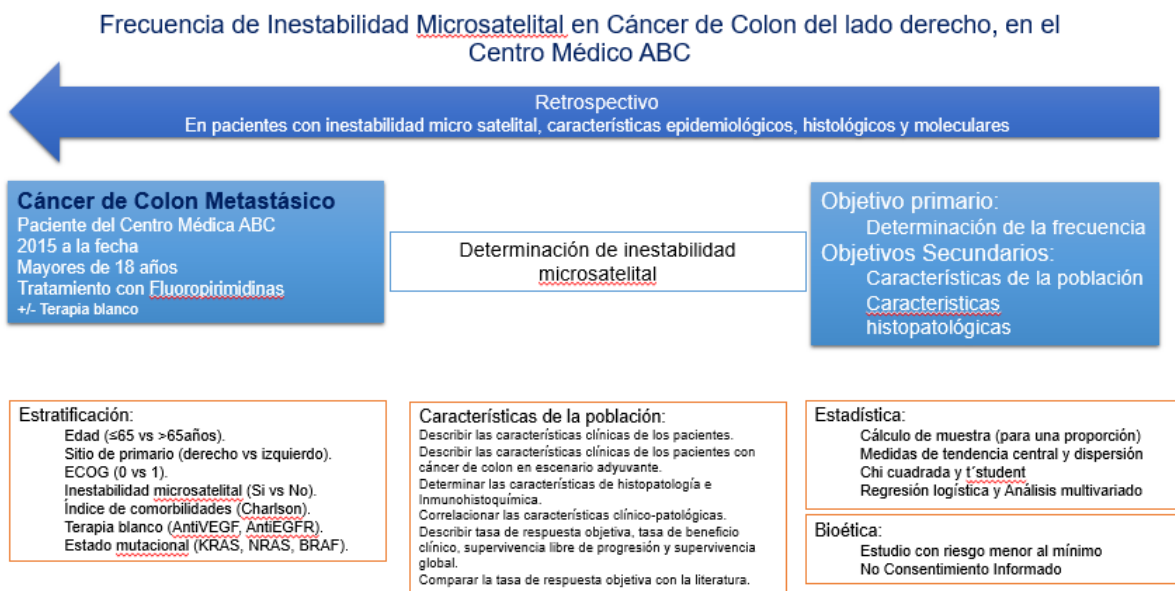 Frecuencia de Inestabilidad Microsatelital en Cáncer de Colon del lado derecho, en el
Centro Médico ABC
Retrospectivo
En pacientes con inestabilidad micro satelital, características epidemiológicos, histológicos y moleculares
Cáncer de Colon Metastásico
Paciente del Centro Médica ABC
2015 a la fecha
Mayores de 18 años
Tratamiento con Fluoropirimidinas
+/- Terapia blanco
Determinación de inestabilidad
microsatelital
Objetivo primario:
Determinación de la frecuencia
Objetivos Secundarios:
Características de la población
Caracteristicas
histopatológicas
Estratificación:
Edad (≤65 vs >65años).
Sitio de primario (derecho vs izquierdo).
ECOG (0 vs 1).
Inestabilidad microsatelital (Si vs No).
Índice de comorbilidades (Charlson).
Terapia blanco (AntiVEGF, AntiEGFR).
Estado mutacional (KRAS, NRAS, BRAF).
Características de la población:
Describir las características clínicas de los pacientes.
Describir las características clínicas de los pacientes con
cáncer de colon en escenario adyuvante.
Determinar las características de histopatología e
Inmunohistoquímica.
Correlacionar las características clínico-patológicas.
Describir tasa de respuesta objetiva, tasa de beneficio
clínico, supervivencia libre de progresión y supervivencia
global.
Comparar la tasa de respuesta objetiva con la literatura.
Estadística:
Cálculo de muestra (para una proporción)
Medidas de tendencia central y dispersión
Chi cuadrada y t´student
Regresión logística y Análisis multivariado
Bioética:
Estudio con riesgo menor al mínimo
No Consentimiento Informado